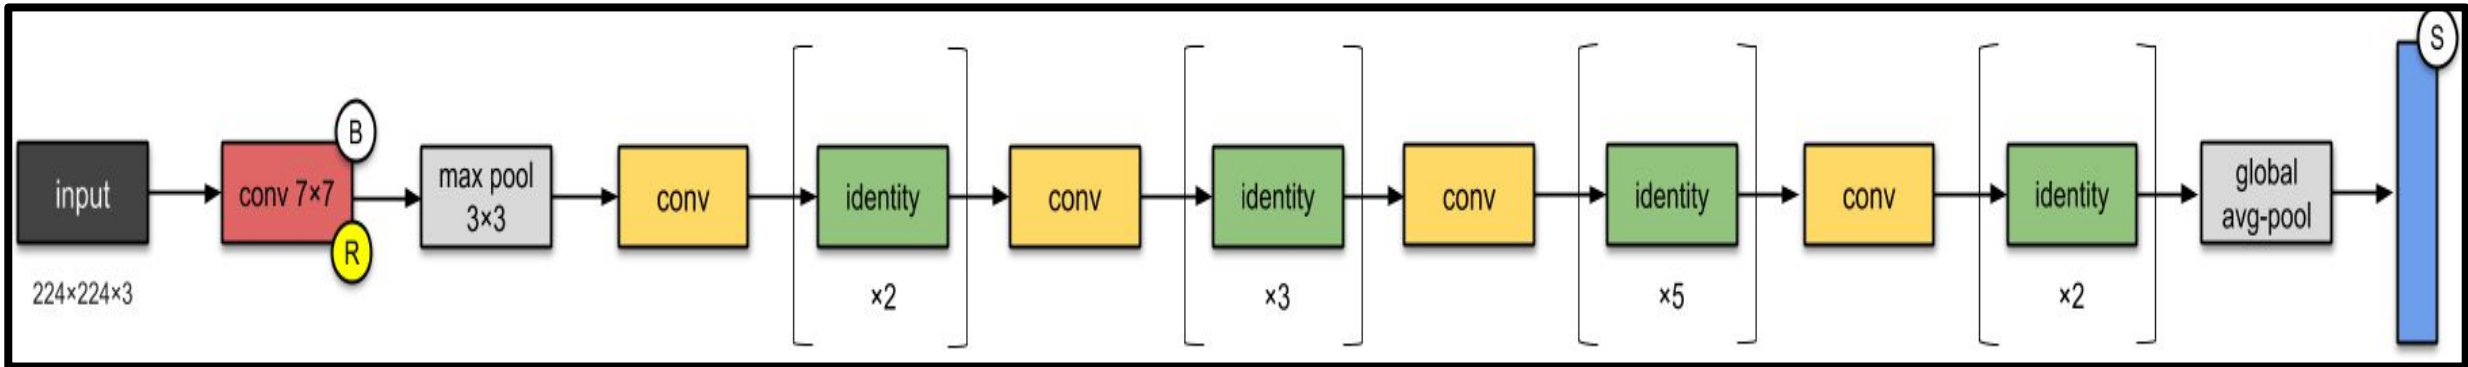 input
224×224×3
conv 7×7
B
R
max pool
3×3
conv
identity
×2
conv
identity
×3
conv
identity
×5
conv
identity
×2
global
avg-pool
S